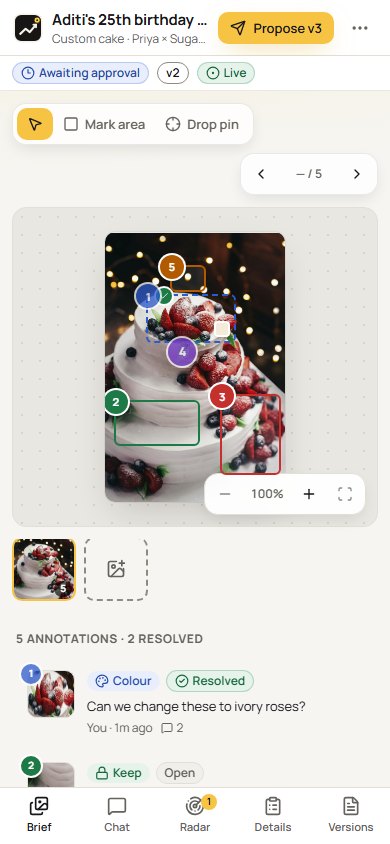 Aditi's 25th birthday ...
Custom cake · Priya × Suga...
Propose v3
Awaiting approval
v2
Live
Mark area
Drop pin
— / 5
5
1
4
2
3
100%
5
5 ANNOTATIONS · 2 RESOLVED
1
Colour
Resolved
Can we change these to ivory roses?
You · 1m ago
2
2
Keep
Open
1
Brief
Chat
Radar
Details
Versions